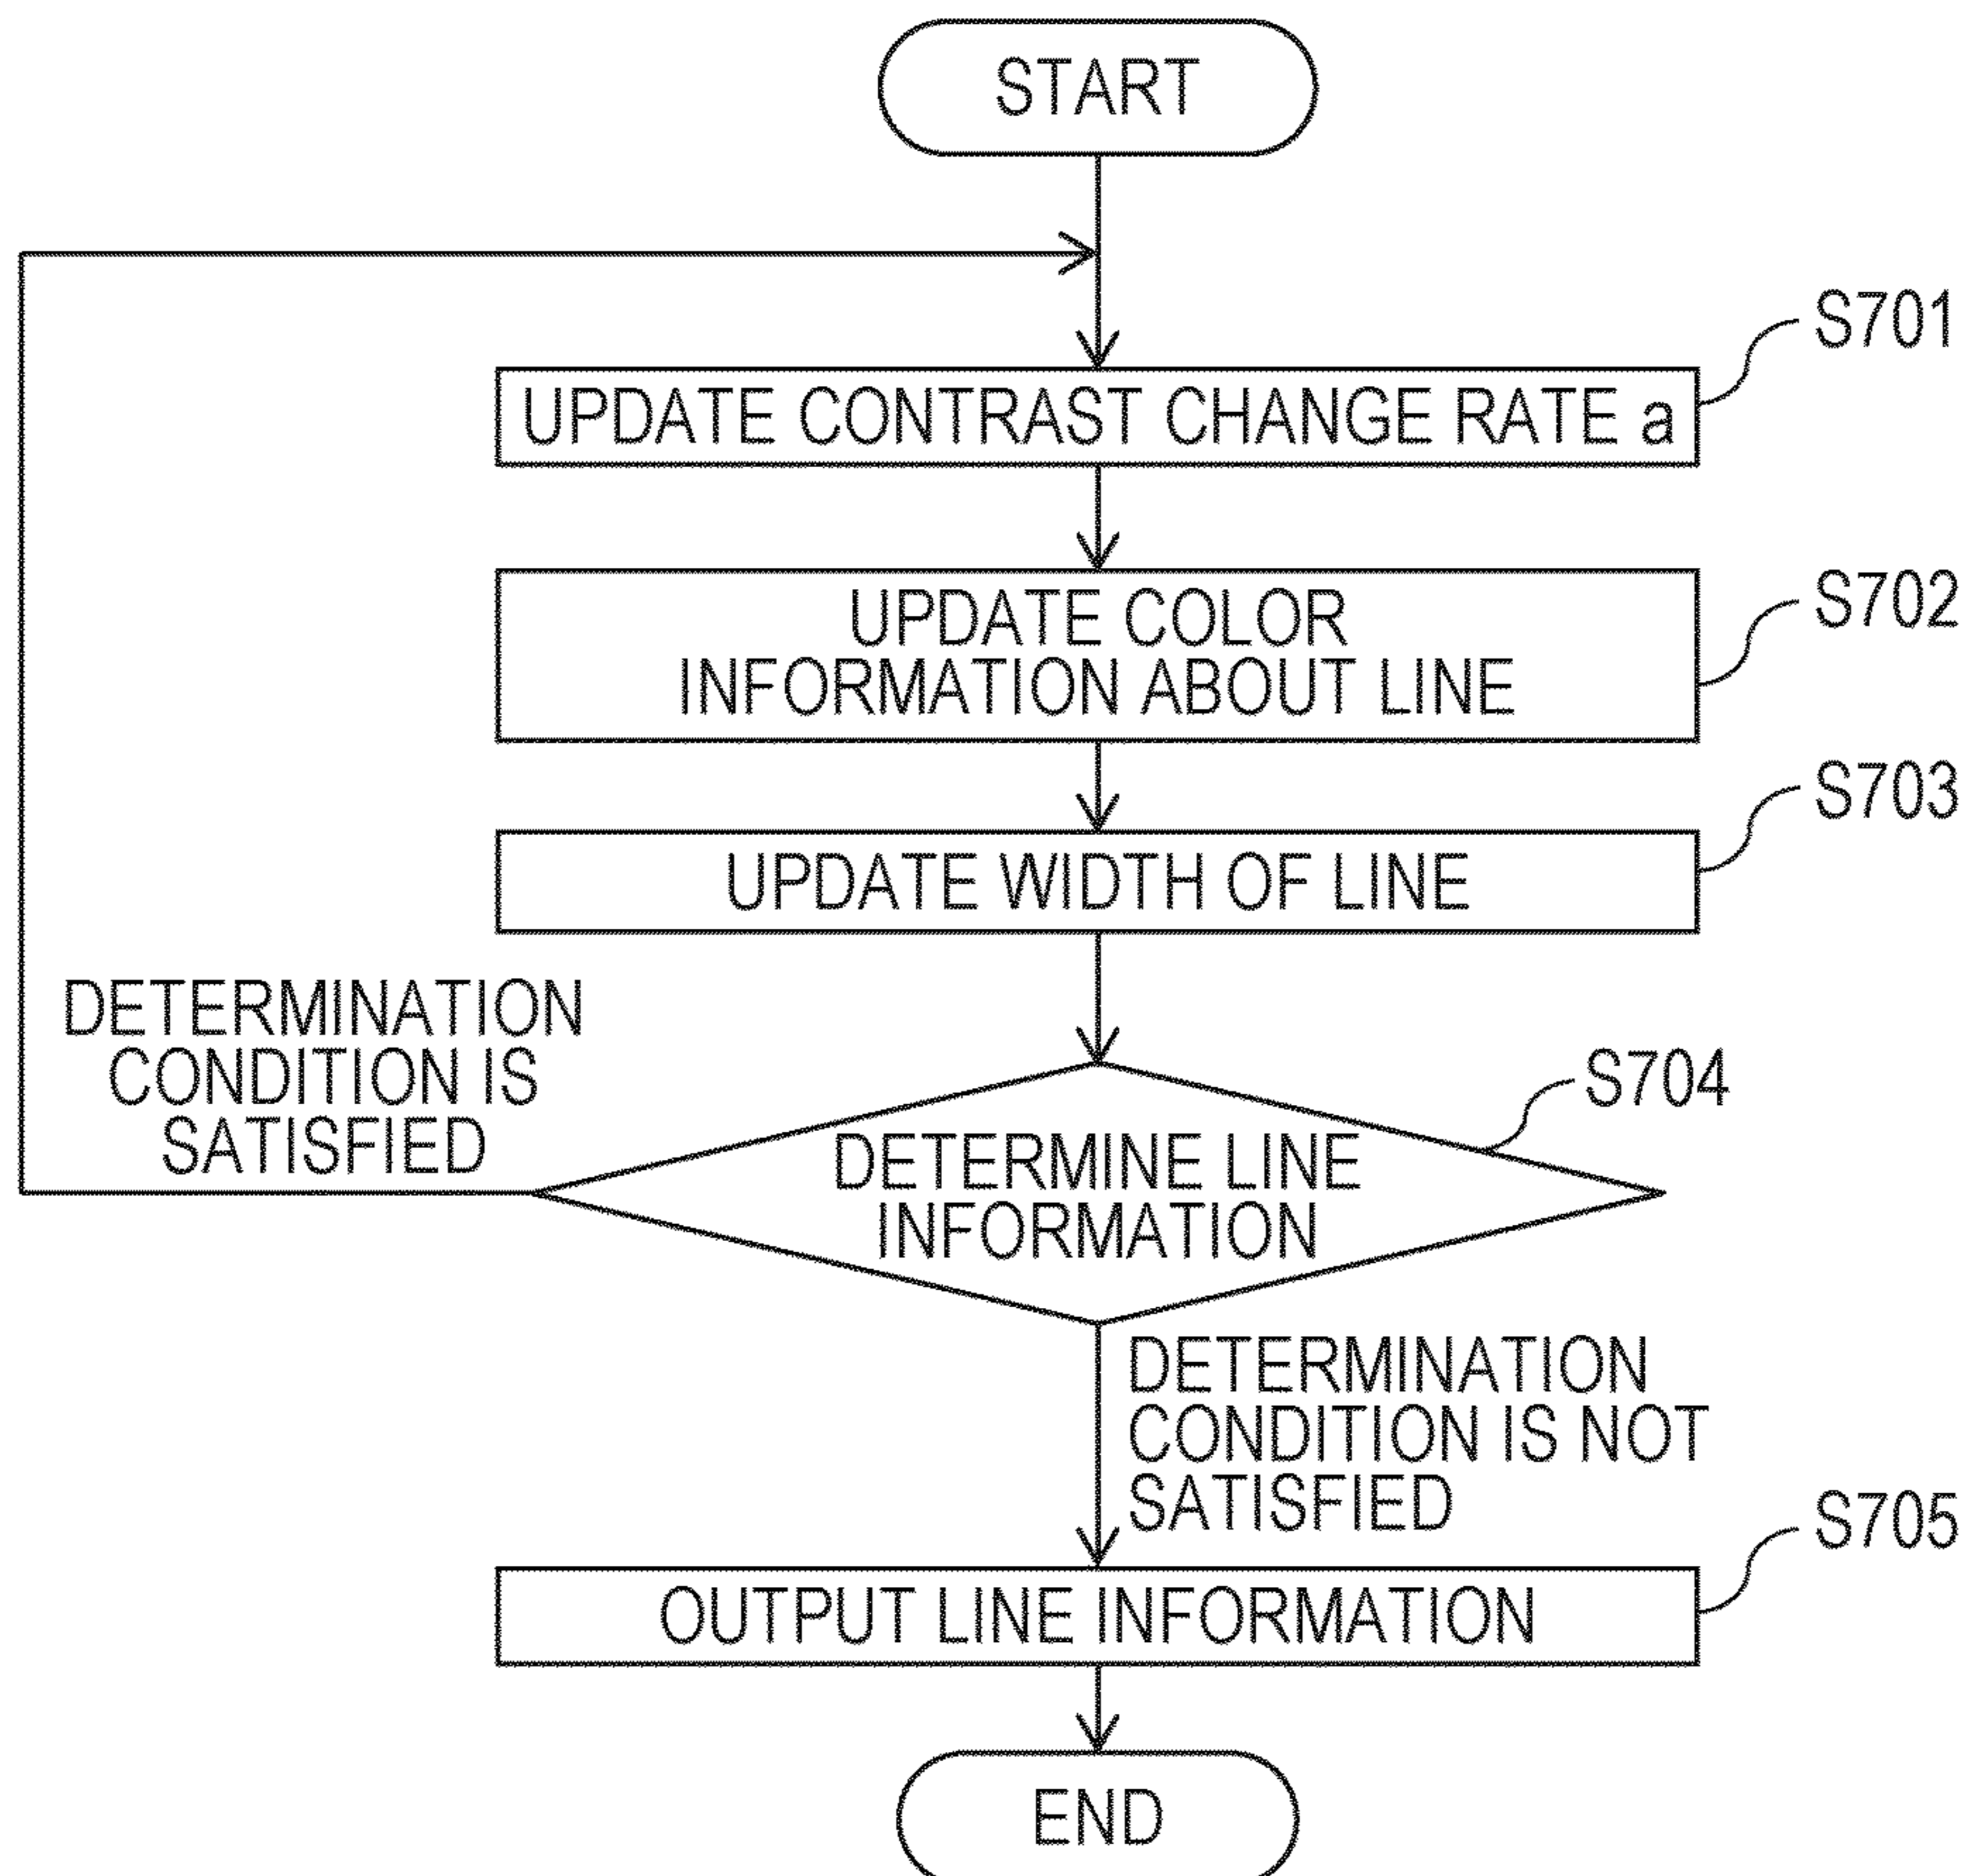 START
S701
UPDATE CONTRAST CHANGE RATE a
S702
UPDATE COLOR
INFORMATION ABOUT LINE
S703
UPDATE WIDTH OF LINE
DETERMINATION
CONDITION IS
SATISFIED
S704
DETERMINE LINE
INFORMATION
DETERMINATION
CONDITION IS NOT
SATISFIED
S705
OUTPUT LINE INFORMATION
END